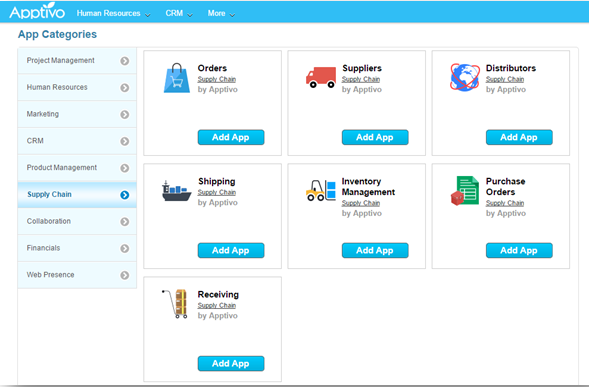 Apptivo
Human Resources
CRM
More
App Categories
Project Management
Human Resources
Marketing
CRM
Product Management
Supply Chain
Collaboration
Financials
Web Presence
Orders
Supply Chain
by Apptivo
Add App
Suppliers
Supply Chain
by Apptivo
Add App
Distributors
Supply Chain
by Apptivo
Add App
Shipping
Supply Chain
by Apptivo
Add App
Inventory
Management
Supply Chain
by Apptivo
Add App
Purchase
Orders
Supply Chain
by Apptivo
Add App
Receiving
Supply Chain
by Apptivo
Add App